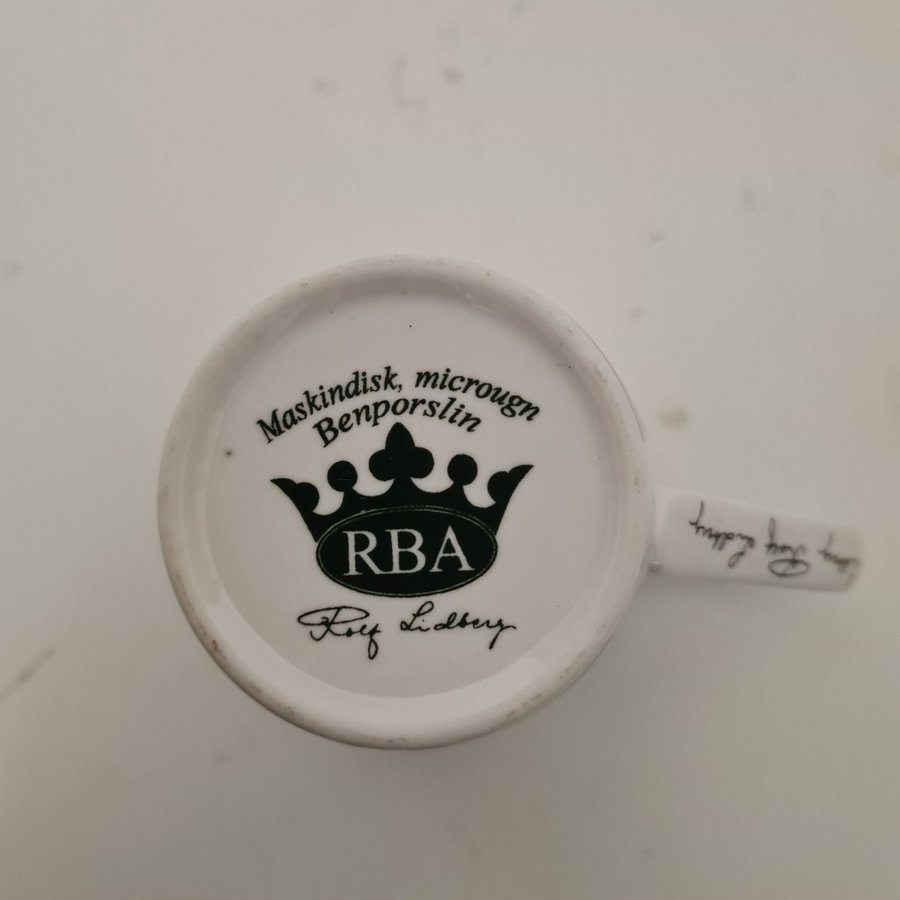 Maskindisk, microugn
Benporslin
RBA
Rolf Lidberg
Rolf Lidberg